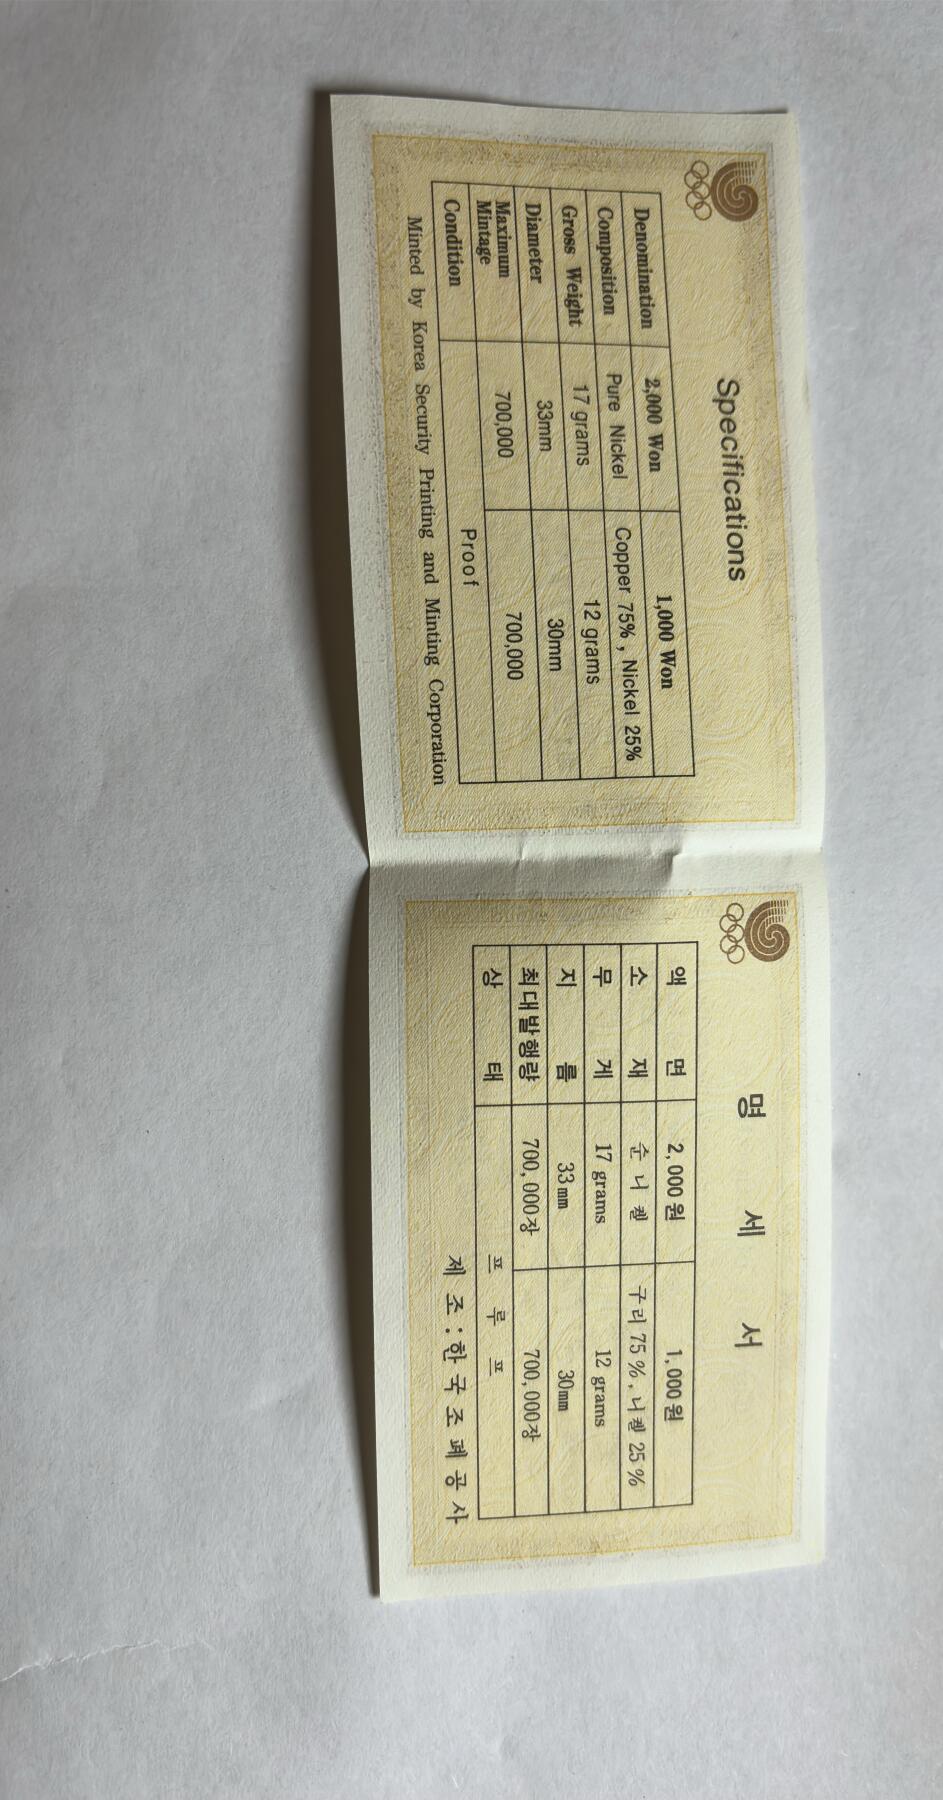 Specifications
Denomination 2,000 Won 1,000 Won
Composition Pure Nickel Copper 75%, Nickel 25%
Gross Weight 17 grams 12 grams
Diameter 33mm 30mm
Maximum Mintage 700,000 700,000
Condition Proof
Minted by Korea Security Printing and Minting Corporation
명 세 서
액 면 2,000원 1,000원
소 재 순 니 켈 구리 75%, 니켈 25%
무 게 17 grams 12 grams
지 름 33mm 30mm
최대발행량 700,000장 700,000장
상 태 프 루 프
제 조 : 한 국 조 폐 공 사